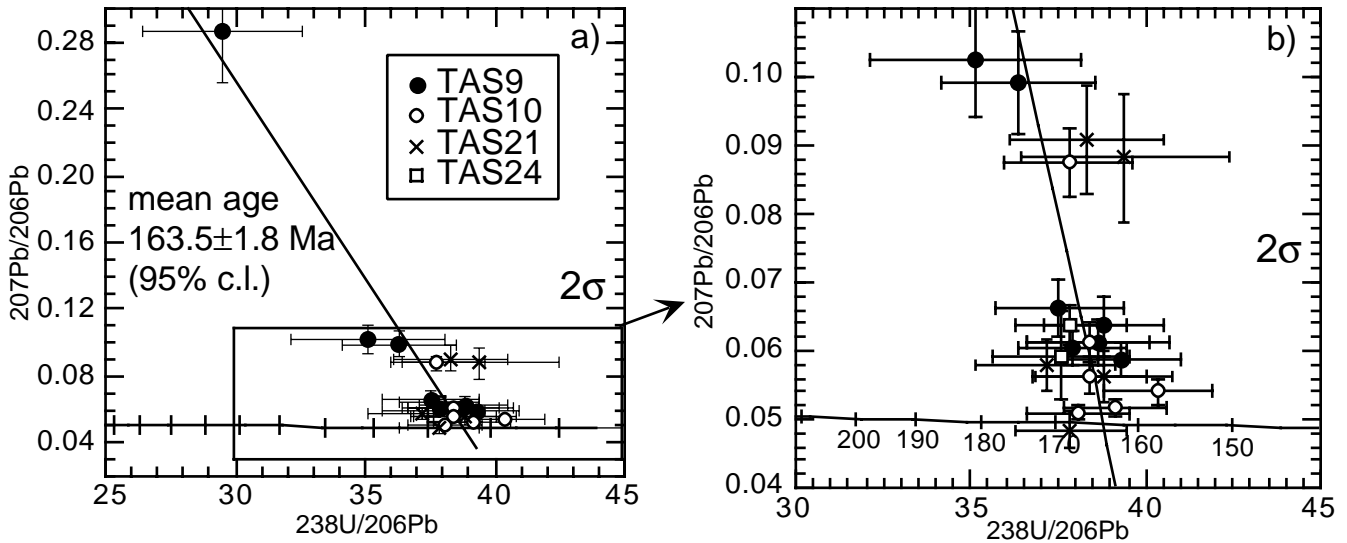 0.28
0.24
0.20
0.16
0.12
0.08
0.04
207Pb/206Pb
a)
TAS9
TAS10
TAS21
TAS24
mean age
163.5±1.8 Ma
(95% c.l.)
2σ
25
30
35
40
45
238U/206Pb
b)
0.10
0.09
0.08
0.07
0.06
0.05
0.04
207Pb/206Pb
2σ
200
190
180
170
160
150
30
35
40
45
238U/206Pb